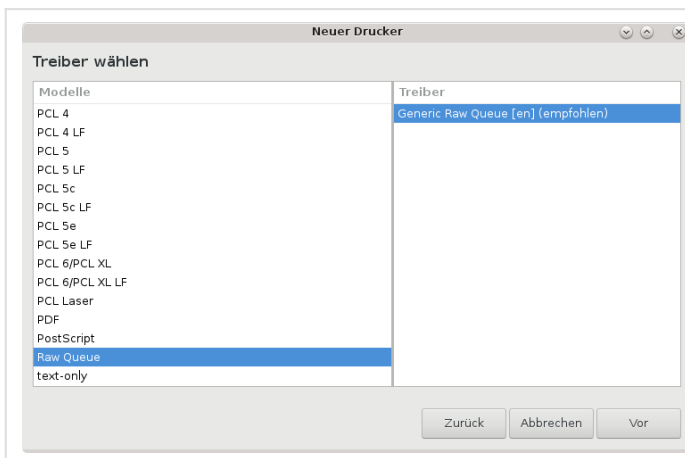 Neuer Drucker
Treiber wählen
Modelle
PCL 4
PCL 4 LF
PCL 5
PCL 5 LF
PCL 5c
PCL 5c LF
PCL 5e
PCL 5e LF
PCL 6/PCL XL
PCL 6/PCL XL LF
PCL Laser
PDF
PostScript
Raw Queue
text-only
Treiber
Generic Raw Queue [en] (empfohlen)
Zurück
Abbrechen
Vor